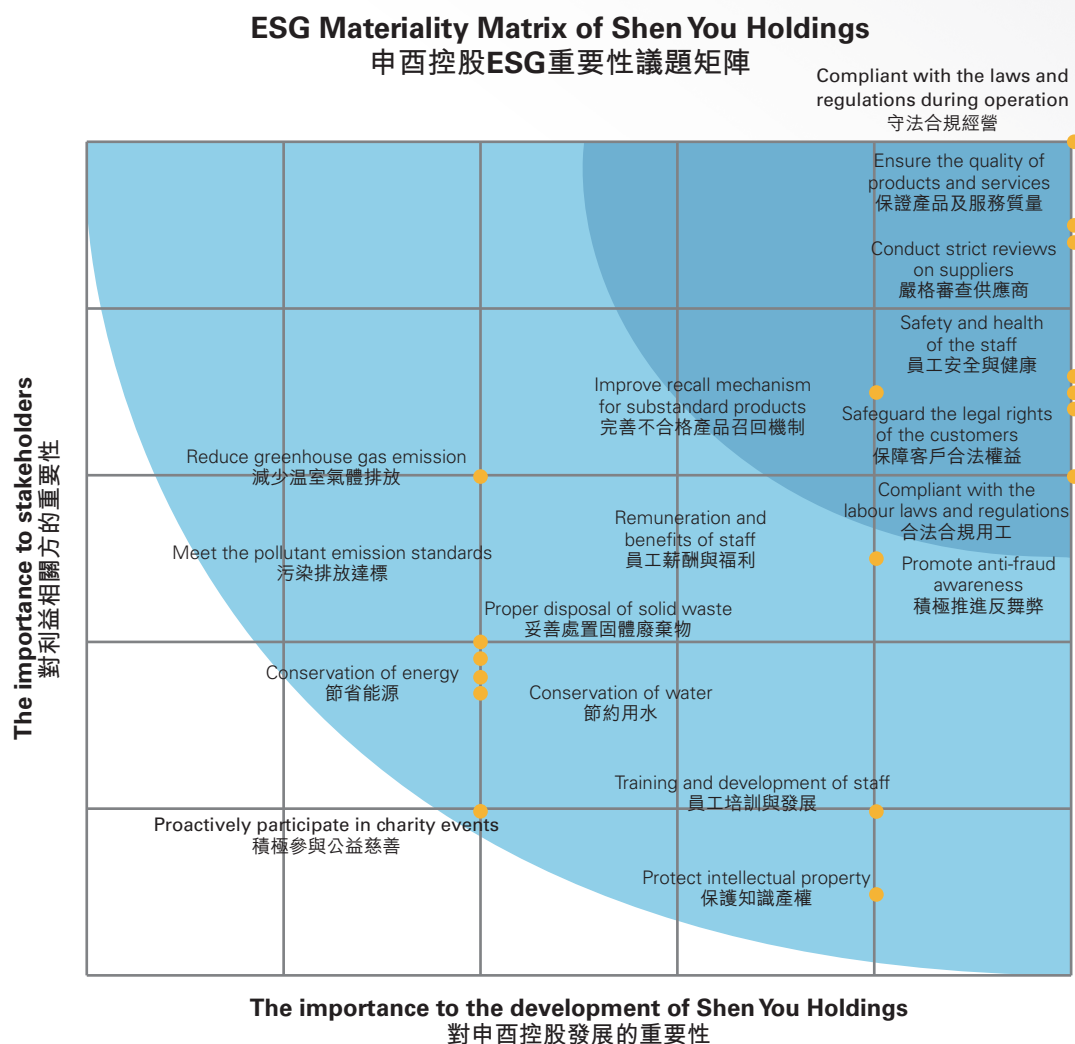 ESG Materiality Matrix of Shen You Holdings
申酉控股ESG重要性議題矩陣
Compliant with the laws and
regulations during operation
守法合規經營
Ensure the quality of
products and services
保證產品及服務質量
Conduct strict reviews
on suppliers
嚴格審查供應商
Safety and health
of the staff
員工安全與健康
Improve recall mechanism
for substandard products
完善不合格產品召回機制
Safeguard the legal rights
of the customers
保障客戶合法權益
Reduce greenhouse gas emission
減少温室氣體排放
Compliant with the
labour laws and regulations
合法合規用工
Remuneration and
benefits of staff
員工薪酬與福利
Meet the pollutant emission standards
污染排放達標
Promote anti-fraud
awareness
積極推進反舞弊
Proper disposal of solid waste
妥善處置固體廢棄物
Conservation of energy
節省能源
Conservation of water
節約用水
Training and development of staff
員工培訓與發展
Proactively participate in charity events
積極參與公益慈善
Protect intellectual property
保護知識產權
The importance to stakeholders
對利益相關方的重要性
The importance to the development of Shen You Holdings
對申酉控股發展的重要性